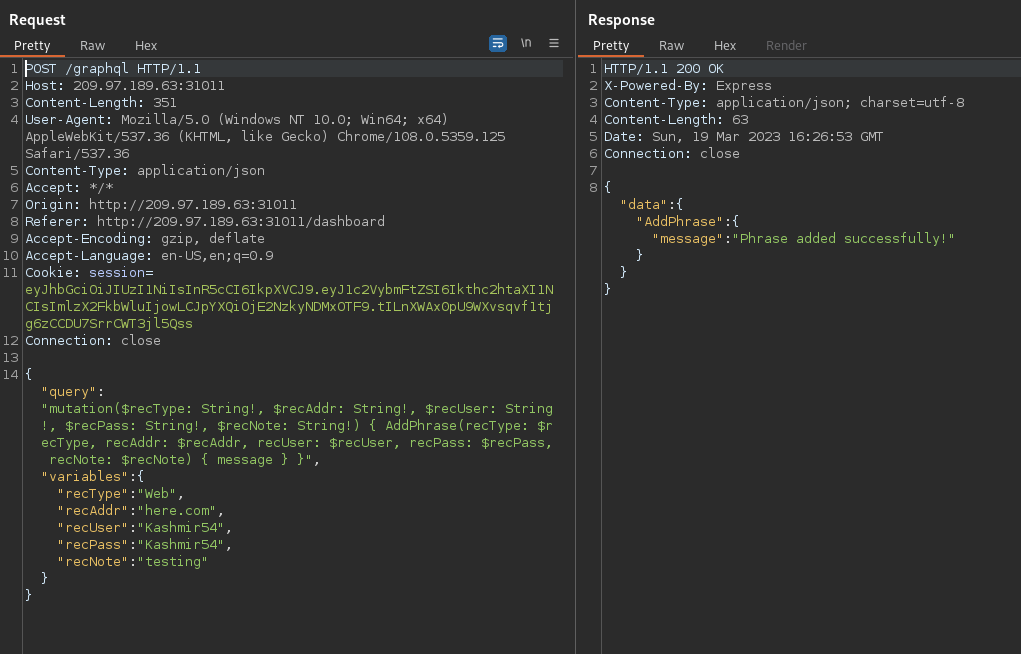 Request
Pretty Raw Hex \n
1 POST /graphql HTTP/1.1
2 Host: 209.97.189.63:31011
3 Content-Length: 351
4 User-Agent: Mozilla/5.0 (Windows NT 10.0; Win64; x64)
AppleWebKit/537.36 (KHTML, like Gecko) Chrome/108.0.5359.125
Safari/537.36
5 Content-Type: application/json
6 Accept: */*
7 Origin: http://209.97.189.63:31011
8 Referer: http://209.97.189.63:31011/dashboard
9 Accept-Encoding: gzip, deflate
10 Accept-Language: en-US,en;q=0.9
11 Cookie: session=
eyJhbGciOiJIUzI1NiIsInR5cCI6IkpXVCJ9.eyJ1c2VybmFtZSI6Ikthc2htaXI1N
CIsImlzX2FkbWluIjowLCJpYXQiOjE2NzkyNDMxOTF9.tILnXWAx0pU9WXvsqvf1tj
g6zCCDU7SrrCWT3jl5Qss
12 Connection: close
13
14 {
"query":
"mutation($recType: String!, $recAddr: String!, $recUser: String
!, $recPass: String!, $recNote: String!) { AddPhrase(recType: $r
ecType, recAddr: $recAddr, recUser: $recUser, recPass: $recPass,
recNote: $recNote) { message } }",
"variables":{
"recType":"Web",
"recAddr":"here.com",
"recUser":"Kashmir54",
"recPass":"Kashmir54",
"recNote":"testing"
}
}
Response
Pretty Raw Hex Render
1 HTTP/1.1 200 OK
2 X-Powered-By: Express
3 Content-Type: application/json; charset=utf-8
4 Content-Length: 63
5 Date: Sun, 19 Mar 2023 16:26:53 GMT
6 Connection: close
7
8 {
"data":{
"AddPhrase":{
"message":"Phrase added successfully!"
}
}
}